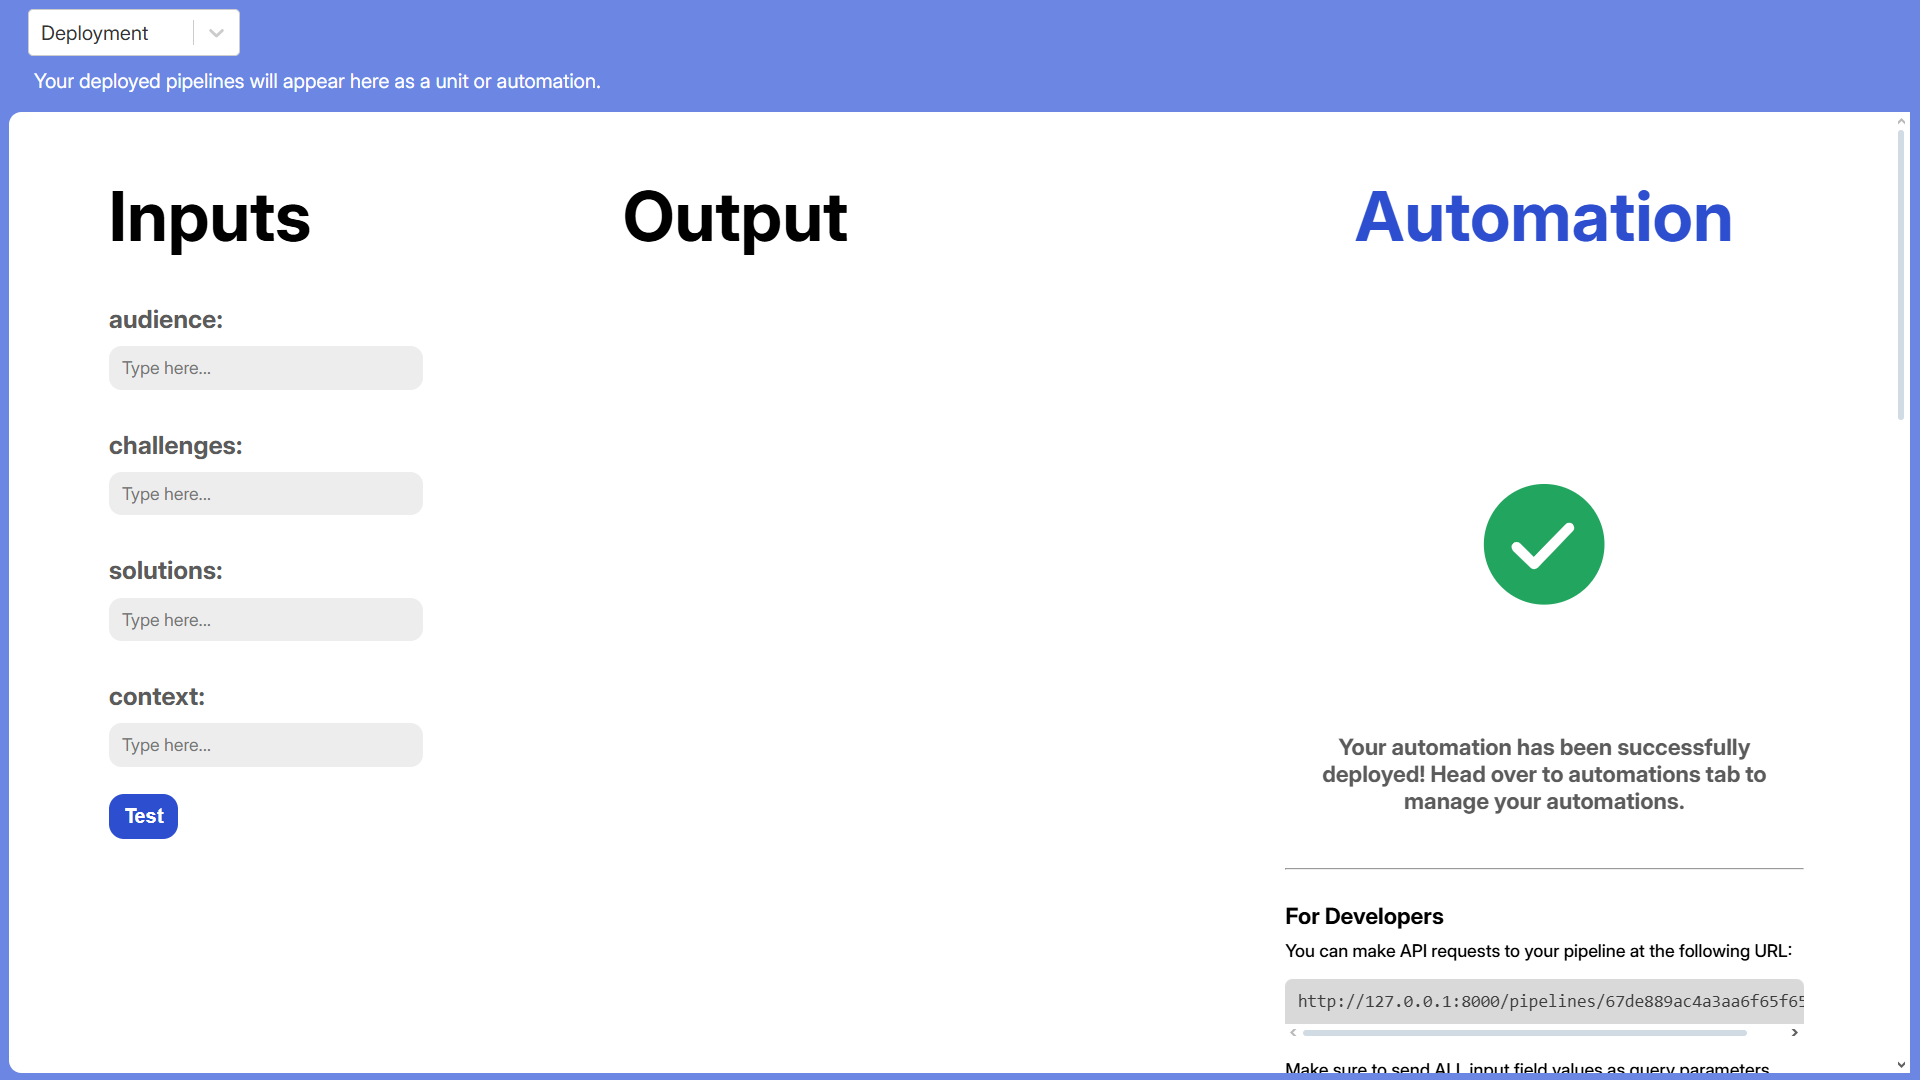 Deployment
Your deployed pipelines will appear here as a unit or automation.
Inputs
audience:
Type here...
challenges:
Type here...
solutions:
Type here...
context:
Type here...
Test
Output
Automation
Your automation has been successfully
deployed! Head over to automations tab to
manage your automations.
For Developers
You can make API requests to your pipeline at the following URL:
http://127.0.0.1:8000/pipelines/67de889ac4a3aa6f65f65
Make sure to send ALL input field values as query parameters